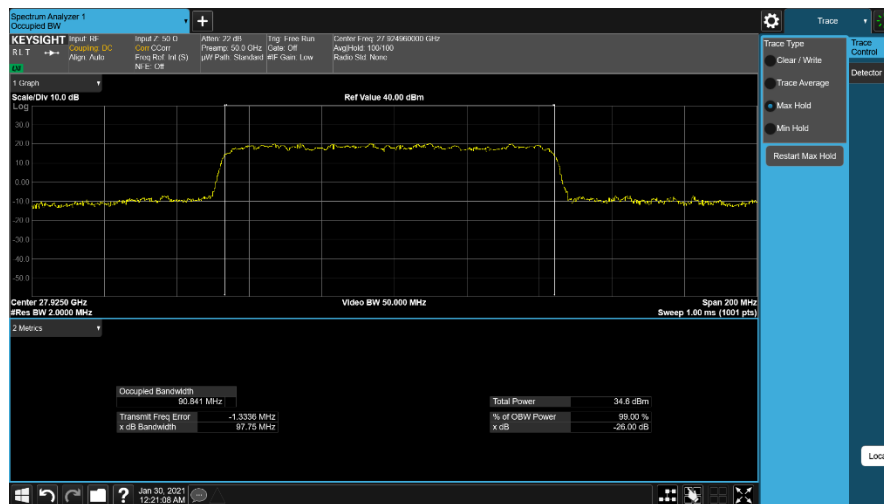 Spectrum Analyzer 1
Occupied BW
+
Trace
KEYSIGHT
RLT
Input: RF
Coupling: DC
Align: Auto
Input Z: 50 Ω
Corr CCorr
Freq Ref: Int (S)
NFE: Off
Atten: 22 dB
Preamp: 50.0 GHz
µW Path: Standard
Trig: Free Run
Gate: Off
#IF Gain: Low
Center Freq: 27.924960000 GHz
Avg|Hold: 100/100
Radio Std: None
1 Graph
Scale/Div 10.0 dB
Ref Value 40.00 dBm
Log
30.0
20.0
10.0
0.00
-10.0
-20.0
-30.0
-40.0
-50.0
Center 27.9250 GHz
Video BW 50.000 MHz
Span 200 MHz
#Res BW 2.0000 MHz
Sweep 1.00 ms (1001 pts)
2 Metrics
Occupied Bandwidth
90.841 MHz
Transmit Freq Error -1.3336 MHz
x dB Bandwidth 97.75 MHz
Total Power 34.6 dBm
% of OBW Power 99.00 %
x dB -26.00 dB
Trace Type
Clear / Write
Trace Average
Max Hold
Min Hold
Restart Max Hold
Trace
Control
Detector
Loca
?
Jan 30, 2021
12:21:08 AM